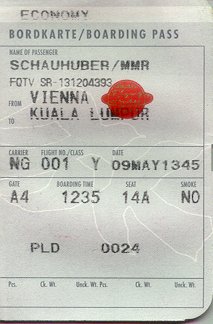 ECONOMY
BORDKARTE/BOARDING PASS
NAME OF PASSENGER
SCHAUHUBER/MMR
FQTV SR-131204393
FROM VIENNA
TO KUALA LUMPUR
CARRIER FLIGHT NO./CLASS DATE
NG 001 Y 09MAY1345
GATE BOARDING TIME SEAT SMOKE
A4 1235 14A NO
PLD 0024
Pcs. Ck. Wt. Unck. Wt. Pcs. Ck. Wt. Unck. Wt.